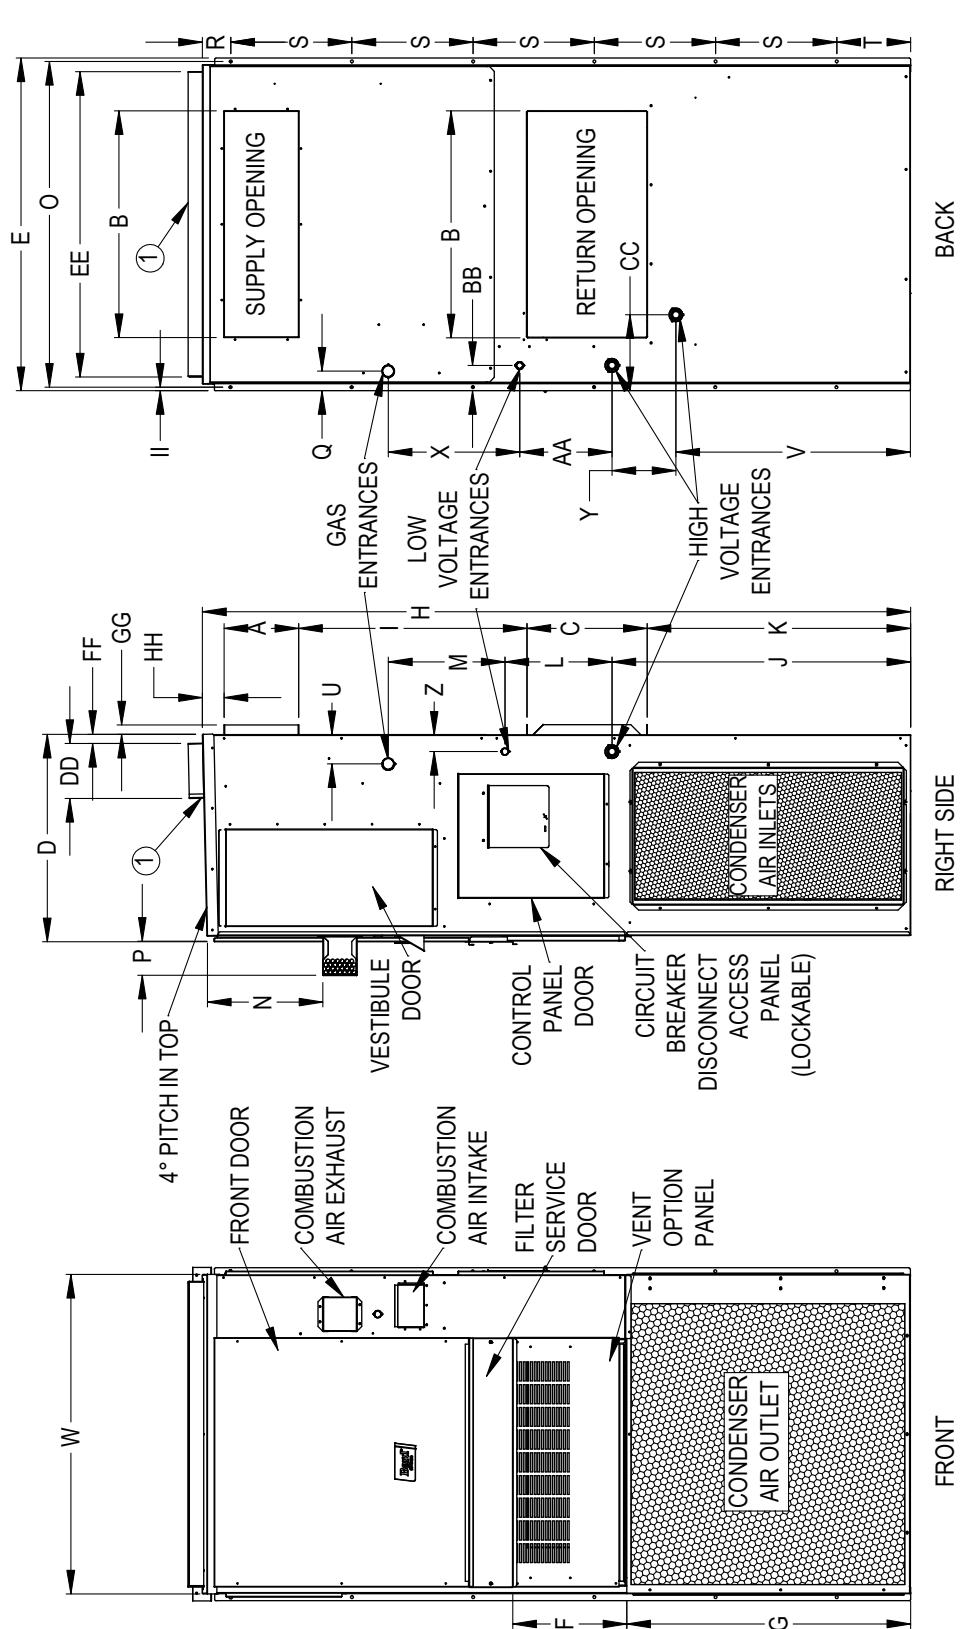 E
O
EE
B
1
SUPPLY OPENING
B
BB
RETURN OPENING
CC
R
S
S
S
S
S
T
II
Q
X
AA
Y
V
GAS
ENTRANCES
LOW
VOLTAGE
ENTRANCES
HIGH
VOLTAGE
ENTRANCES
BACK
D
DD
FF
GG
HH
P
N
1
4° PITCH IN TOP
A
H
I
C
K
U
M
Z
L
J
VESTIBULE
DOOR
CONTROL
PANEL
DOOR
CIRCUIT
BREAKER
DISCONNECT
ACCESS
PANEL
(LOCKABLE)
CONDENSER
AIR INLETS
RIGHT SIDE
W
FRONT DOOR
COMBUSTION
AIR EXHAUST
COMBUSTION
AIR INTAKE
FILTER
SERVICE
DOOR
VENT
OPTION
PANEL
Bard
CONDENSER
AIR OUTLET
F
G
FRONT